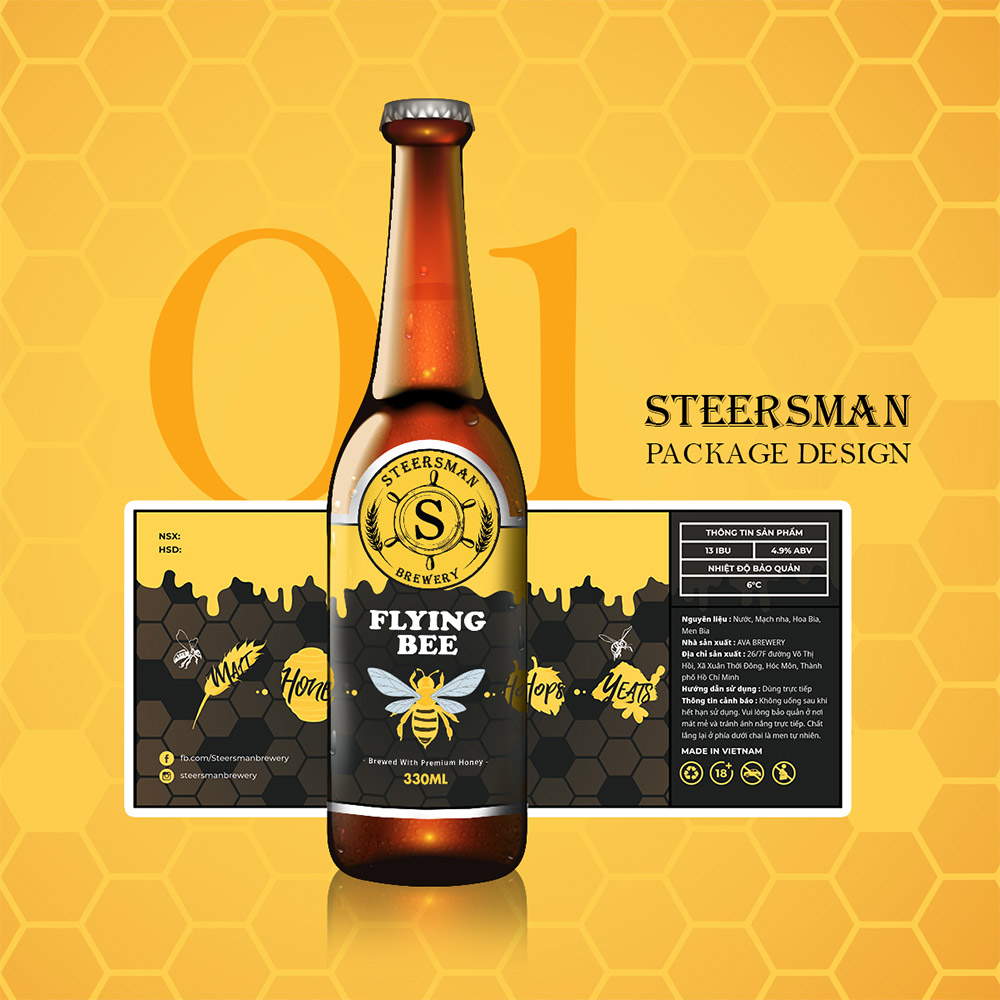 01
STEERSMAN
PACKAGE DESIGN
STEERSMAN
S
BREWERY
FLYING
BEE
- Brewed With Premium Honey -
330ML
NSX:
HSD:
MALT
Hops
YEATS
fb.com/Steersmanbrewery
steersmanbrewery
THÔNG TIN SẢN PHẨM
13 IBU
4.9% ABV
NHIỆT ĐỘ BẢO QUẢN
6°C
Nguyên liệu : Nước, Mạch nha, Hoa Bia,
Men Bia
Nhà sản xuất : AVA BREWERY
Địa chỉ sản xuất : 26/7F đường Võ Thị
Hồi, Xã Xuân Thới Đông, Hóc Môn, Thành
phố Hồ Chí Minh
Hướng dẫn sử dụng : Dùng trực tiếp
Thông tin cảnh báo : Không uống sau khi
hết hạn sử dụng. Vui lòng bảo quản ở nơi
mát mẻ và tránh ánh nắng trực tiếp. Chất
lắng lại ở phía dưới chai là men tự nhiên.
MADE IN VIETNAM
18+